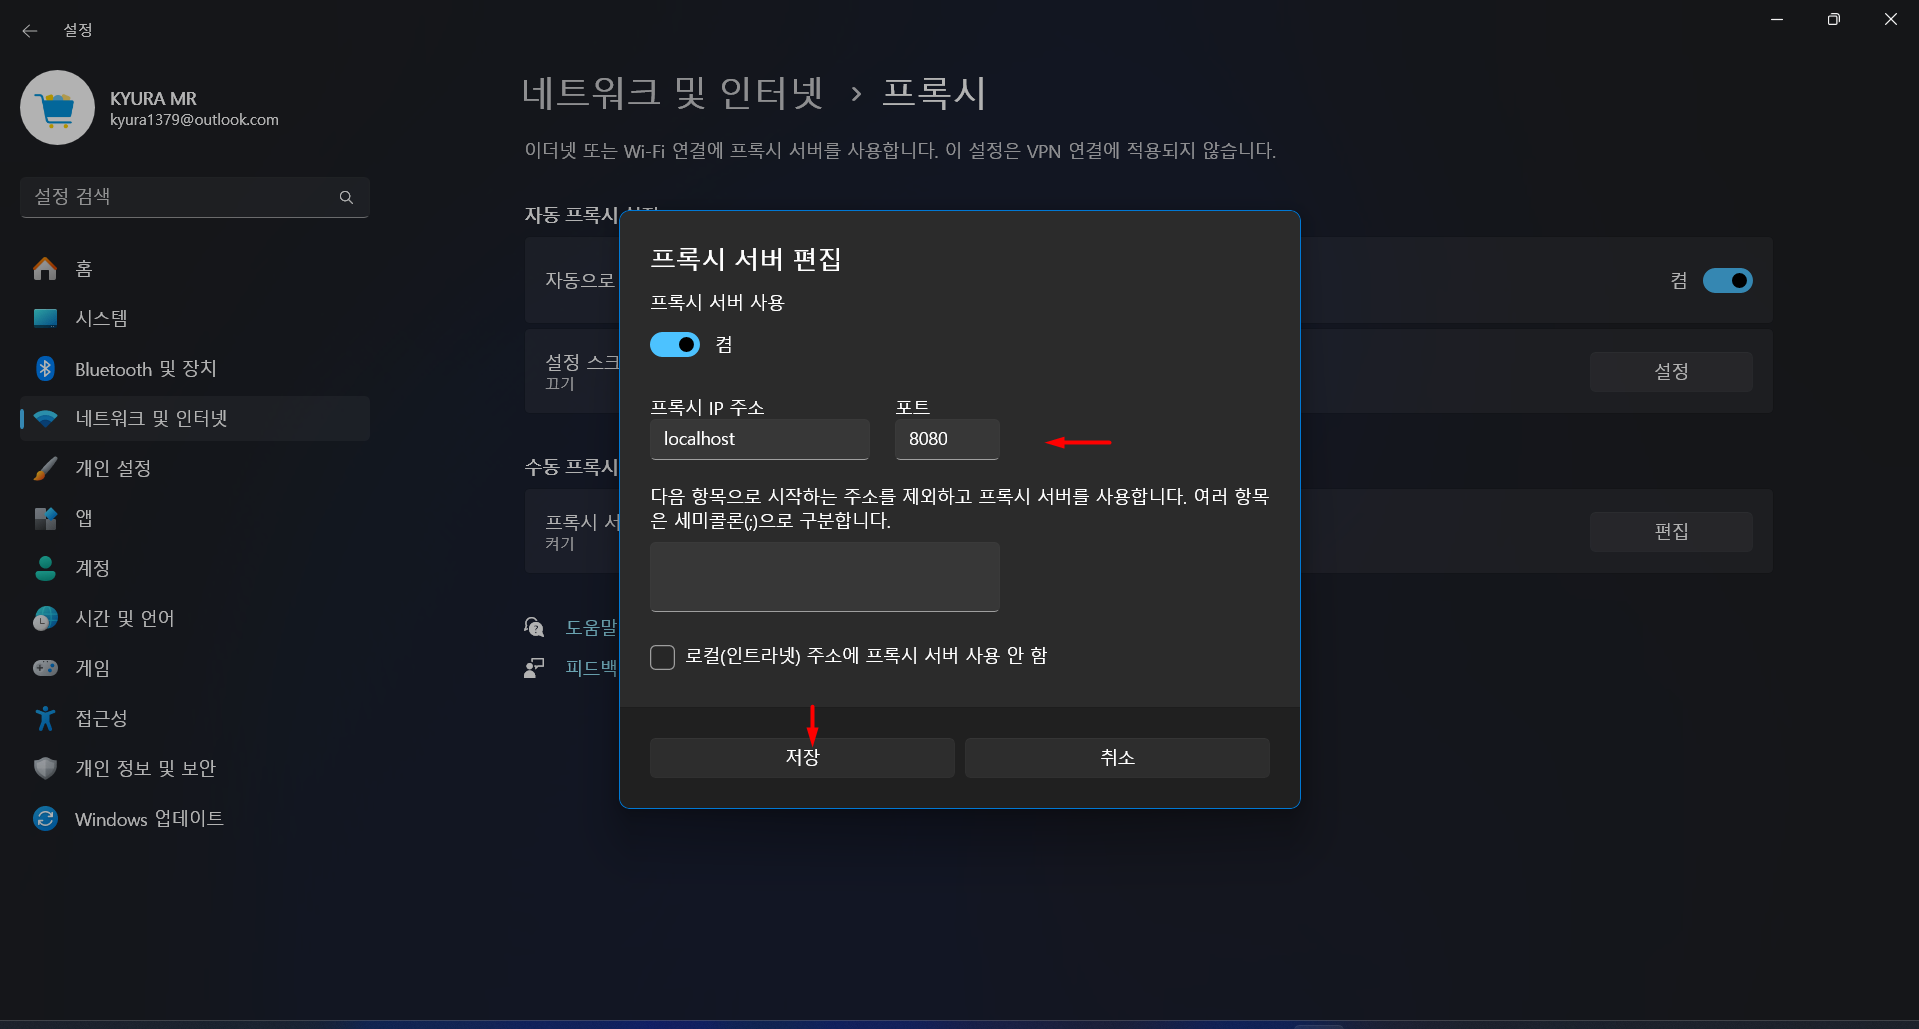 설정
KYURA MR
kyura1379@outlook.com
설정 검색
홈
시스템
Bluetooth 및 장치
네트워크 및 인터넷
개인 설정
앱
계정
시간 및 언어
게임
접근성
개인 정보 및 보안
Windows 업데이트
네트워크 및 인터넷 › 프록시
이더넷 또는 Wi-Fi 연결에 프록시 서버를 사용합니다. 이 설정은 VPN 연결에 적용되지 않습니다.
자동 프록시
자동으로
켬
설정 스크
끄기
설정
수동 프록시
프록시 서
켜기
편집
도움말
피드백
프록시 서버 편집
프록시 서버 사용
켬
프록시 IP 주소 포트
localhost 8080
다음 항목으로 시작하는 주소를 제외하고 프록시 서버를 사용합니다. 여러 항목
은 세미콜론(;)으로 구분합니다.
로컬(인트라넷) 주소에 프록시 서버 사용 안 함
저장 취소